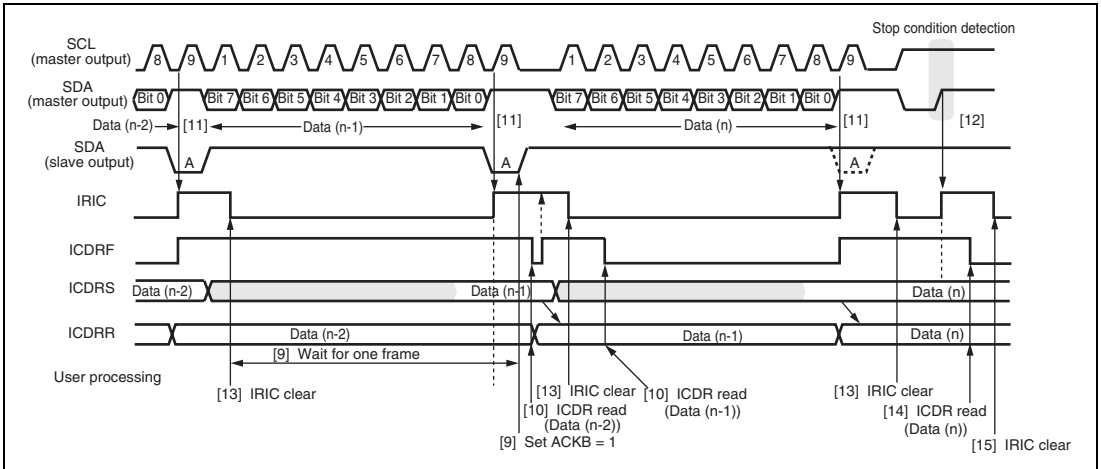 Stop condition detection
SCL
(master output)
8 9 1 2 3 4 5 6 7 8 9 1 2 3 4 5 6 7 8 9
SDA
(master output)
Bit 0 Bit 7 Bit 6 Bit 5 Bit 4 Bit 3 Bit 2 Bit 1 Bit 0 Bit 7 Bit 6 Bit 5 Bit 4 Bit 3 Bit 2 Bit 1 Bit 0
Data (n-2) [11] Data (n-1) [11] Data (n) [11] [12]
SDA
(slave output)
A A A
IRIC
ICDRF
ICDRS
Data (n-2) Data (n-1) Data (n)
ICDRR
Data (n-2) Data (n-1) Data (n)
[9] Wait for one frame
User processing
[13] IRIC clear
[13] IRIC clear
[10] ICDR read
(Data (n-2))
[9] Set ACKB = 1
[10] ICDR read
(Data (n-1))
[13] IRIC clear
[14] ICDR read
(Data (n))
[15] IRIC clear